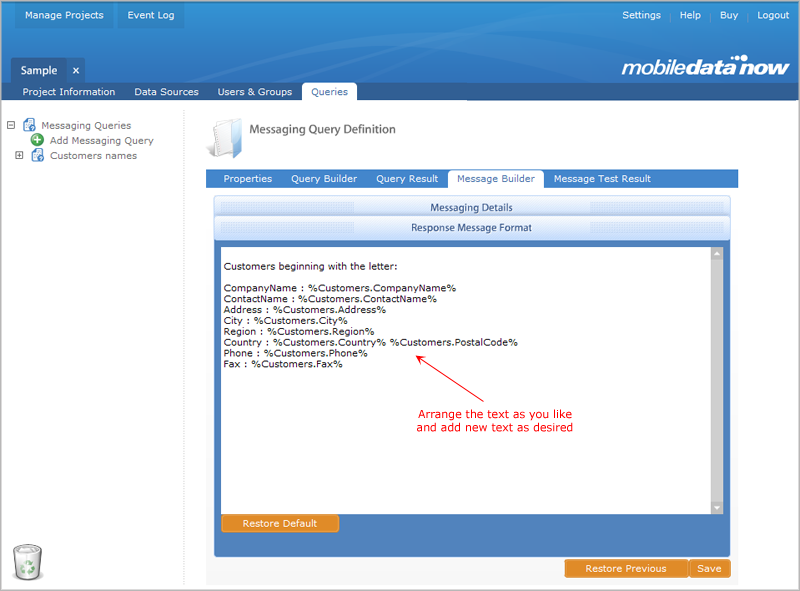 Manage Projects
Event Log
Settings
Help
Buy
Logout
Sample x
mobiledatanow
Project Information
Data Sources
Users & Groups
Queries
Messaging Queries
Add Messaging Query
Customers names
Messaging Query Definition
Properties
Query Builder
Query Result
Message Builder
Message Test Result
Messaging Details
Response Message Format
Customers beginning with the letter:
CompanyName : %Customers.CompanyName%
ContactName : %Customers.ContactName%
Address : %Customers.Address%
City : %Customers.City%
Region : %Customers.Region%
Country : %Customers.Country% %Customers.PostalCode%
Phone : %Customers.Phone%
Fax : %Customers.Fax%
Arrange the text as you like
and add new text as desired
Restore Default
Restore Previous
Save